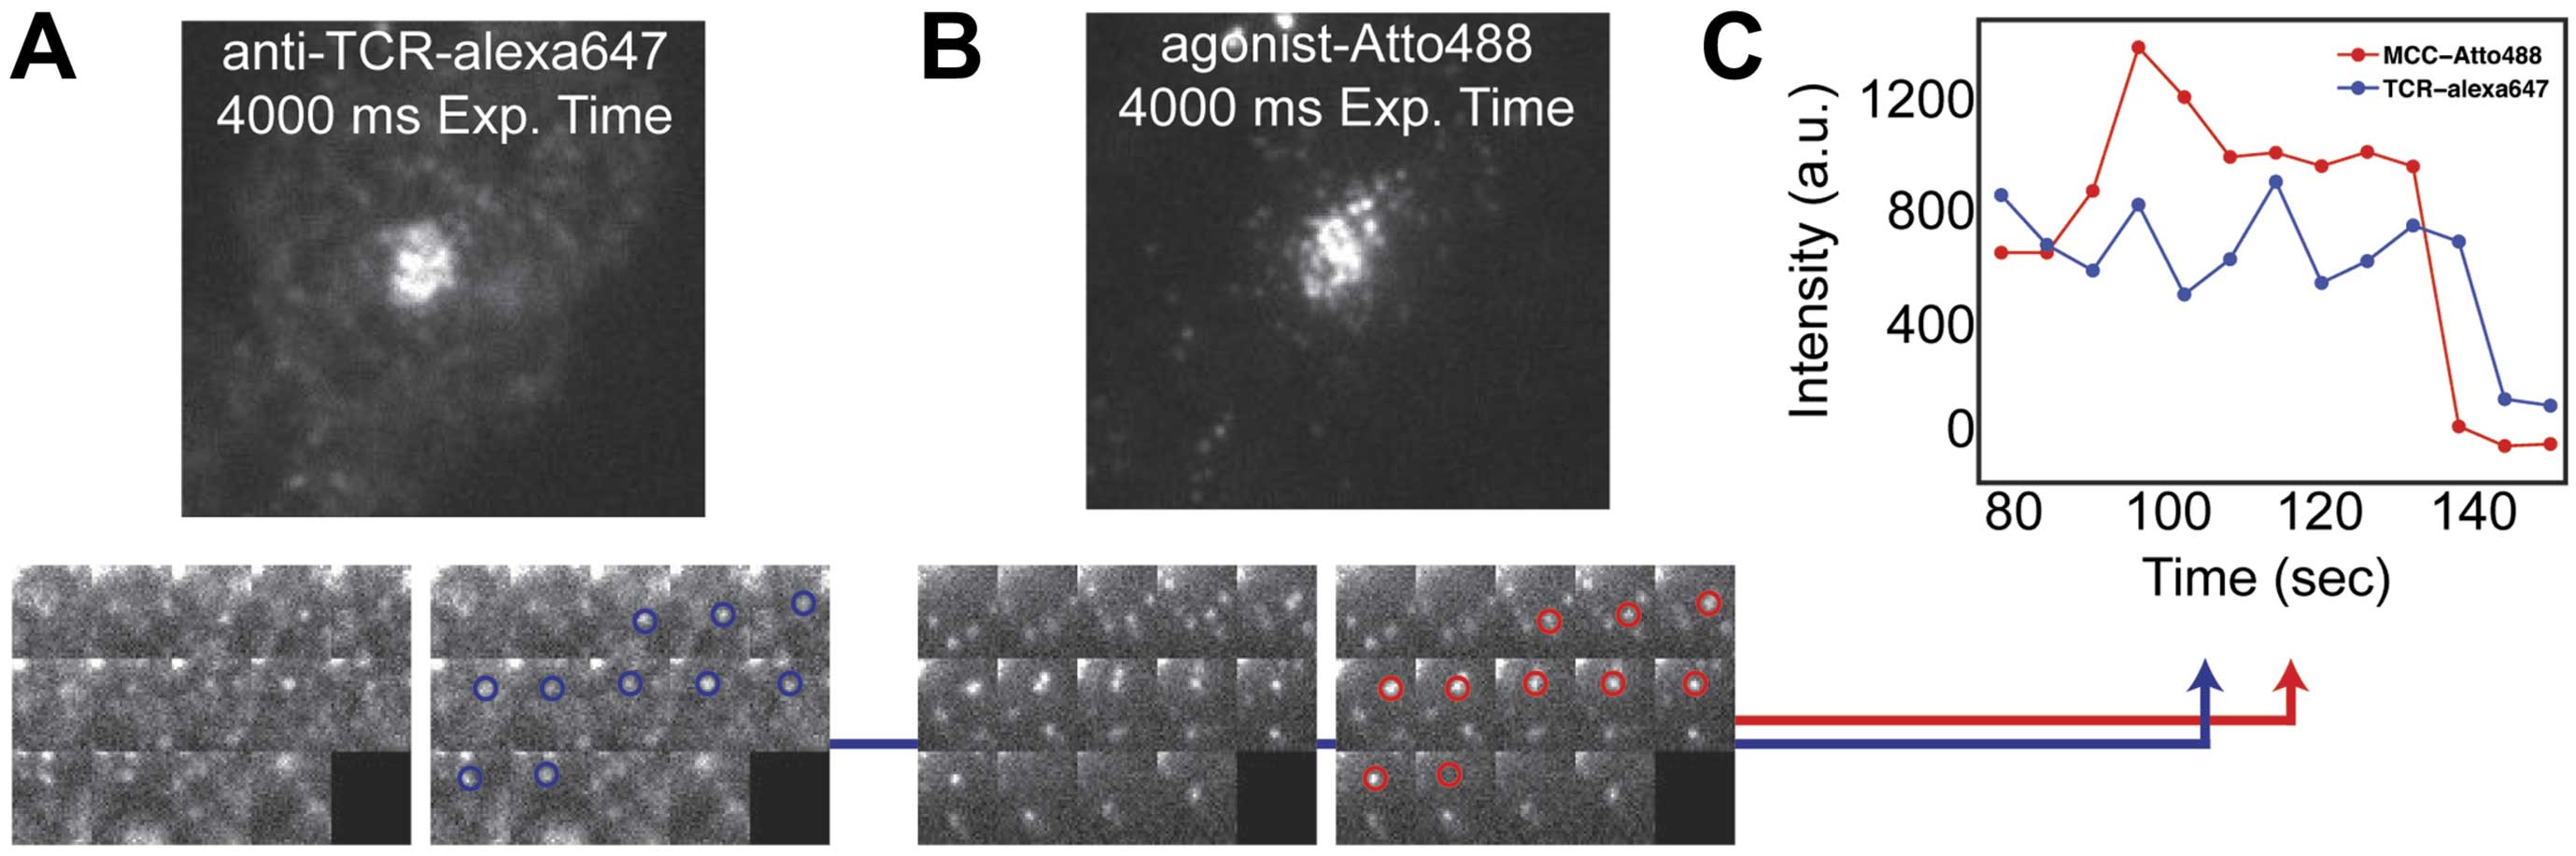 A
anti-TCR-alexa647
4000 ms Exp. Time
B
agonist-Atto488
4000 ms Exp. Time
C
MCC–Atto488
TCR–alexa647
Intensity (a.u.)
1200
800
400
0
80 100 120 140
Time (sec)